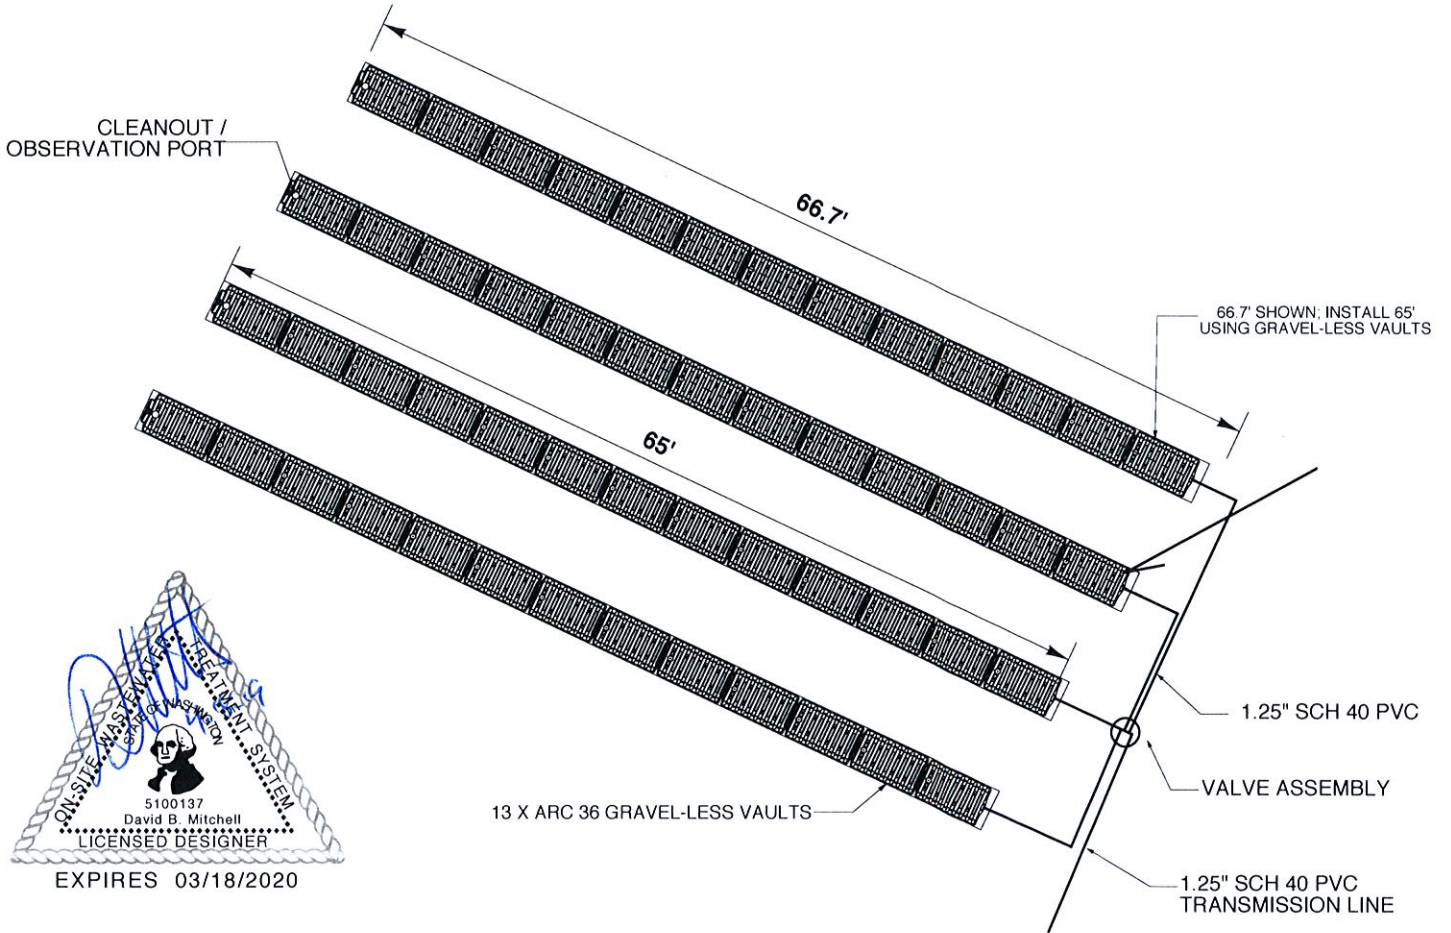 CLEANOUT /
OBSERVATION PORT
66.7'
66.7' SHOWN; INSTALL 65'
USING GRAVEL-LESS VAULTS
65'
1.25" SCH 40 PVC
VALVE ASSEMBLY
13 X ARC 36 GRAVEL-LESS VAULTS
1.25" SCH 40 PVC
TRANSMISSION LINE
ON-SITE WASTEWATER
TREATMENT SYSTEM
STATE OF WASHINGTON
5100137
David B. Mitchell
LICENSED DESIGNER
EXPIRES 03/18/2020